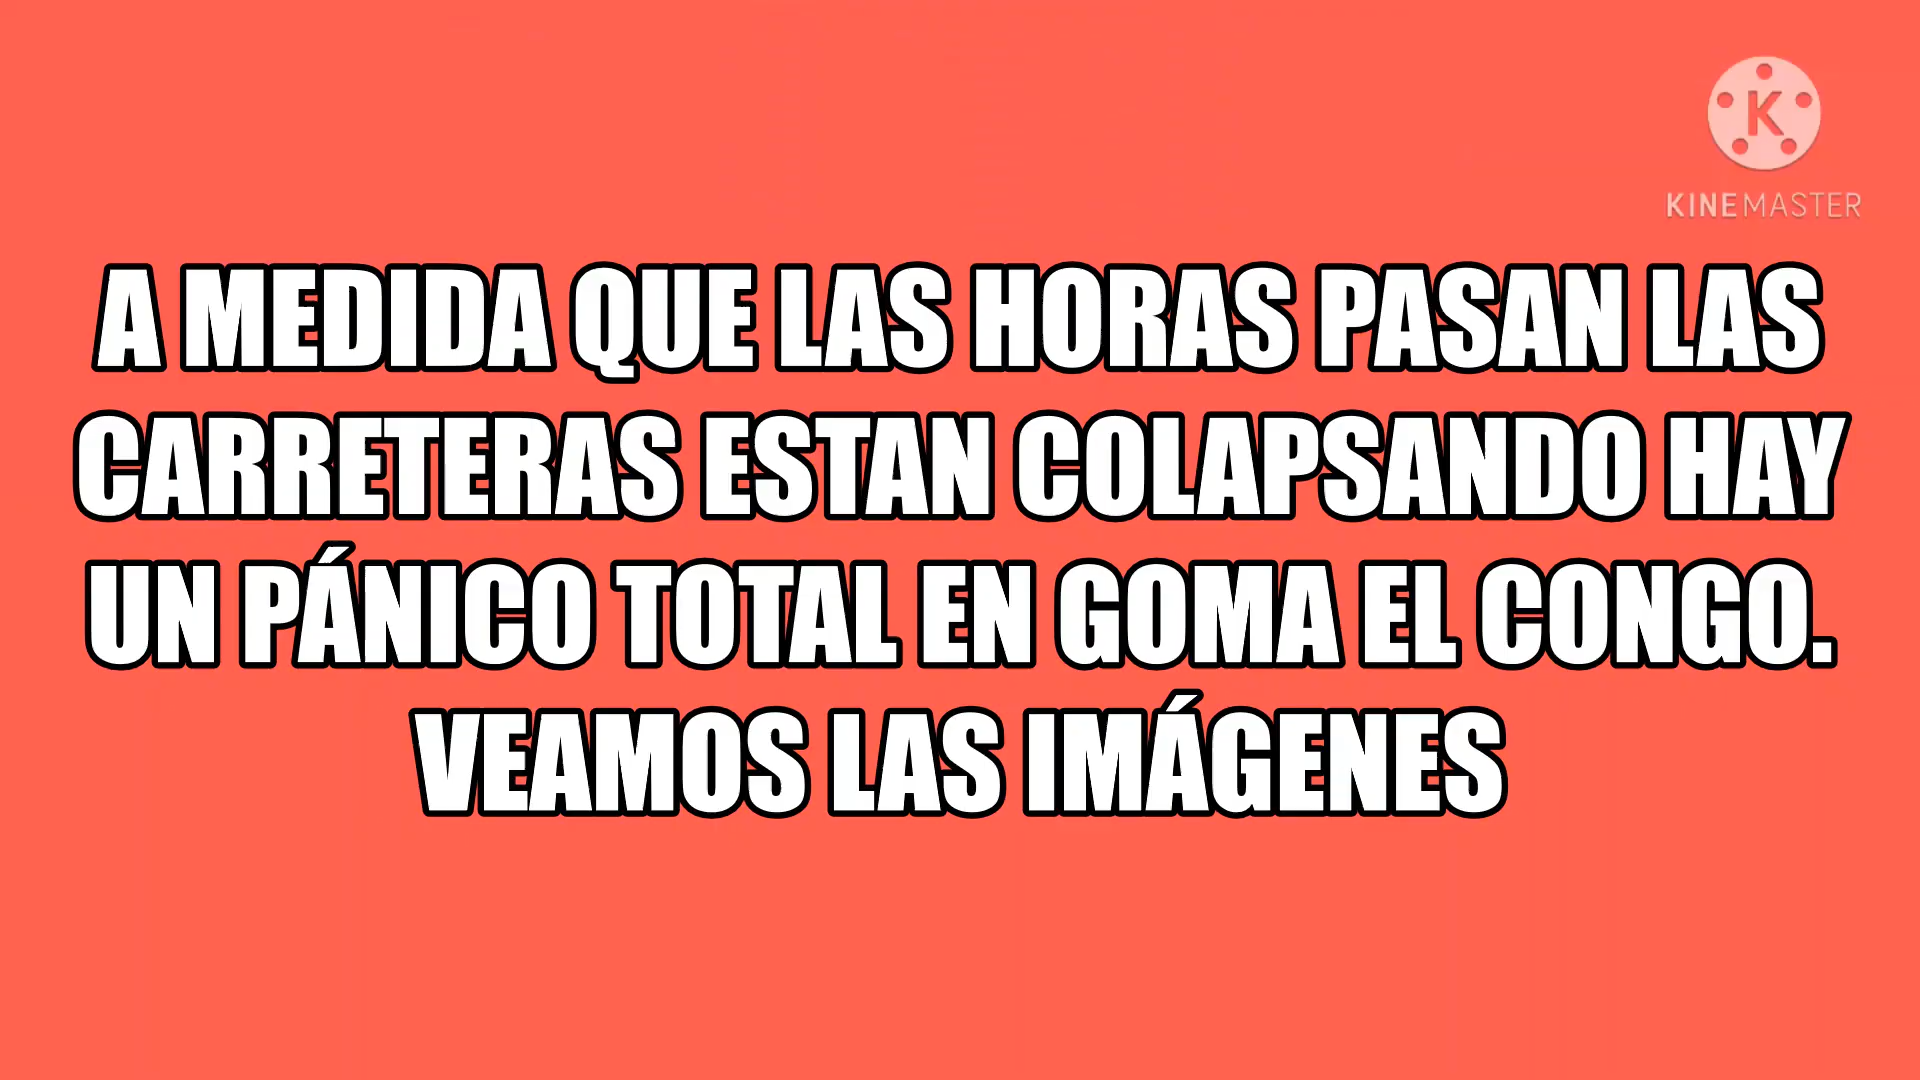 K
KINEMASTER
A MEDIDA QUE LAS HORAS PASAN LAS
CARRETERAS ESTAN COLAPSANDO HAY
UN PÁNICO TOTAL EN GOMA EL CONGO.
VEAMOS LAS IMÁGENES